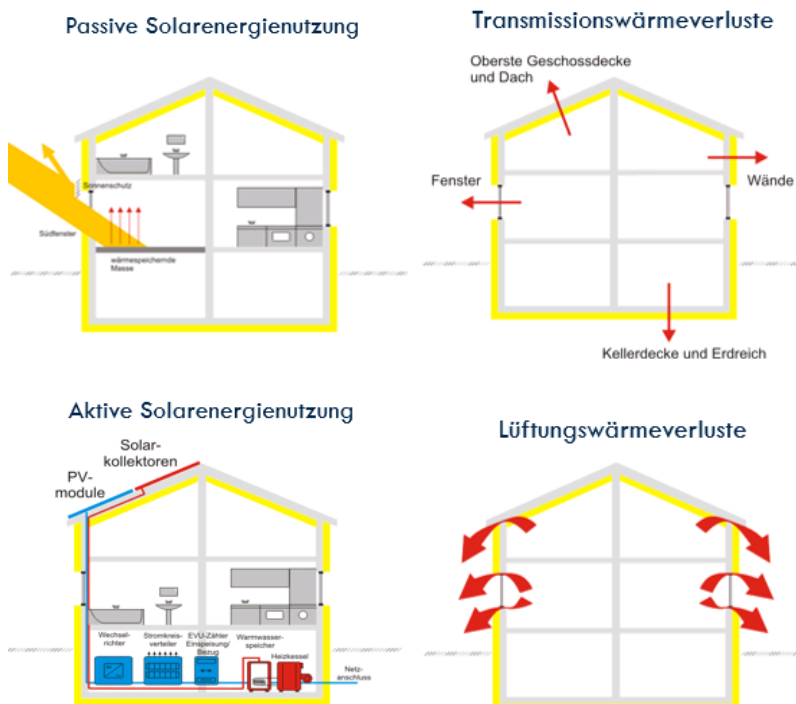 Passive Solarenergienutzung
Sonnenschutz
Südfenster
wärmespeichernde
Masse
Transmissionswärmeverluste
Oberste Geschossdecke
und Dach
Fenster
Wände
Kellerdecke und Erdreich
Aktive Solarenergienutzung
Solar-
kollektoren
PV-
module
Wechsel-
richter
Stromkreis-
verteiler
EVU-Zähler
Einspeisung/
Bezug
Warmwasser-
speicher
Heizkessel
Netz-
anschluss
Lüftungswärmeverluste